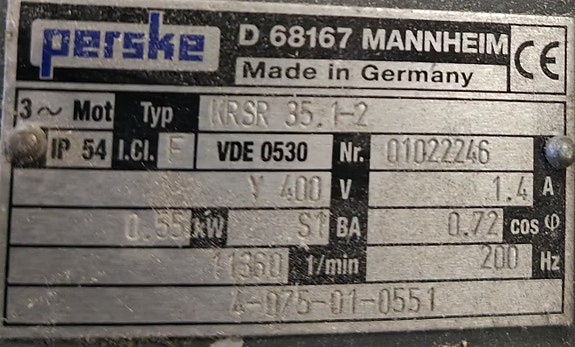 perske D 68167 MANNHEIM
Made in Germany CE
3~ Mot Typ KRSR 35.1-2
IP 54 I.Cl. F VDE 0530 Nr. 01022246
Y 400 V 1.4 A
0.55 kW S1 BA 0.72 cos φ
11360 1/min 200 Hz
4-075-01-0551